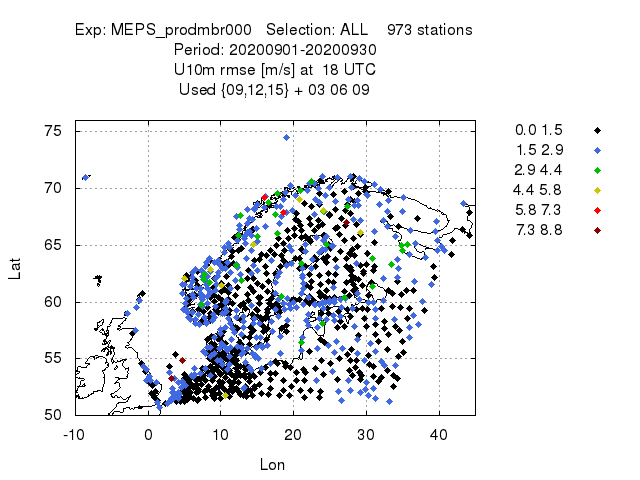 Exp: MEPS_prodmbr000 Selection: ALL 973 stations
Period: 20200901-20200930
U10m rmse [m/s] at 18 UTC
Used {09,12,15} + 03 06 09
0.0 1.5
1.5 2.9
2.9 4.4
4.4 5.8
5.8 7.3
7.3 8.8
75
70
65
60
55
50
Lat
-10 0 10 20 30 40
Lon